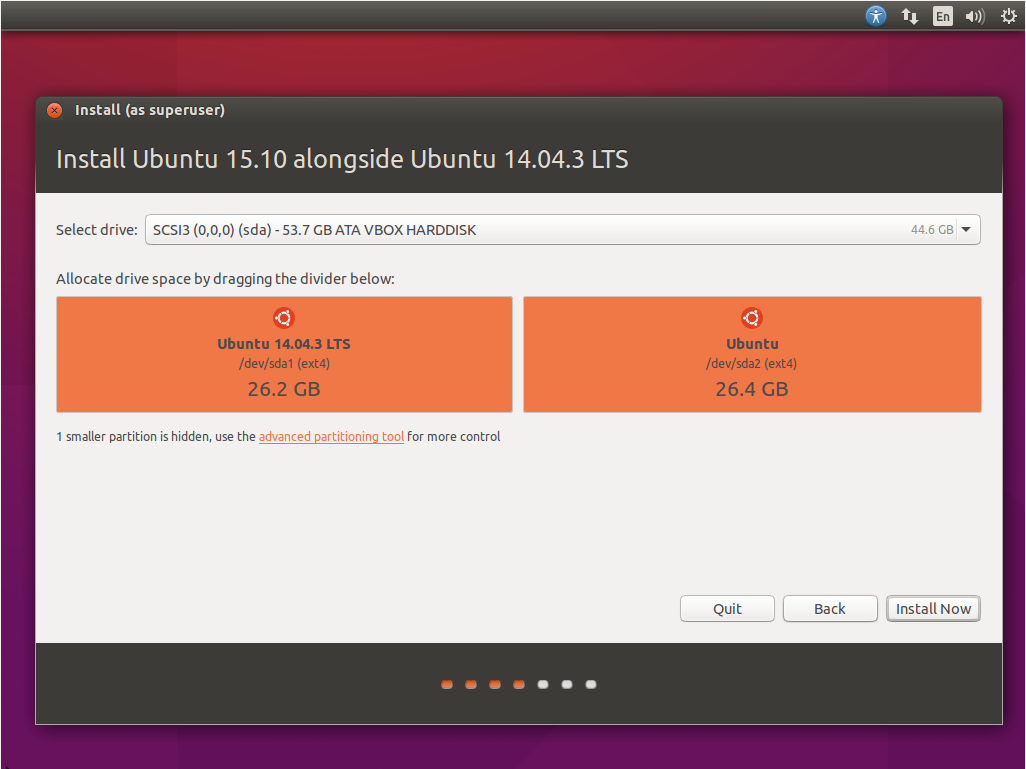 En
Install (as superuser)
Install Ubuntu 15.10 alongside Ubuntu 14.04.3 LTS
Select drive: SCSI3 (0,0,0) (sda) - 53.7 GB ATA VBOX HARDDISK 44.6 GB
Allocate drive space by dragging the divider below:
Ubuntu 14.04.3 LTS
/dev/sda1 (ext4)
26.2 GB
Ubuntu
/dev/sda2 (ext4)
26.4 GB
1 smaller partition is hidden, use the advanced partitioning tool for more control
Quit Back Install Now